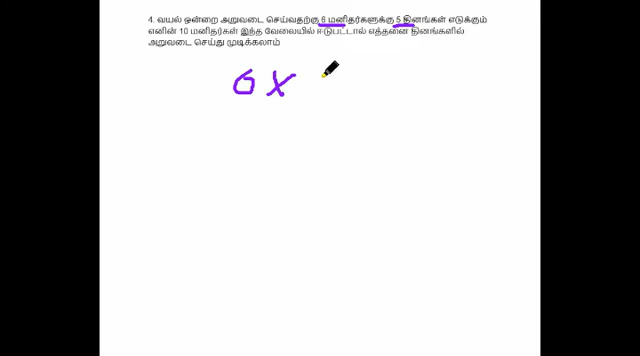 4. வயல் ஒன்றை அறுவடை செய்வதற்கு 6 மனிதர்களுக்கு 5 தினங்கள் எடுக்கும்
எனின் 10 மனிதர்கள் இந்த வேலையில் ஈடுபட்டால் எத்தனை தினங்களில்
அறுவடை செய்து முடிக்கலாம்
6 X